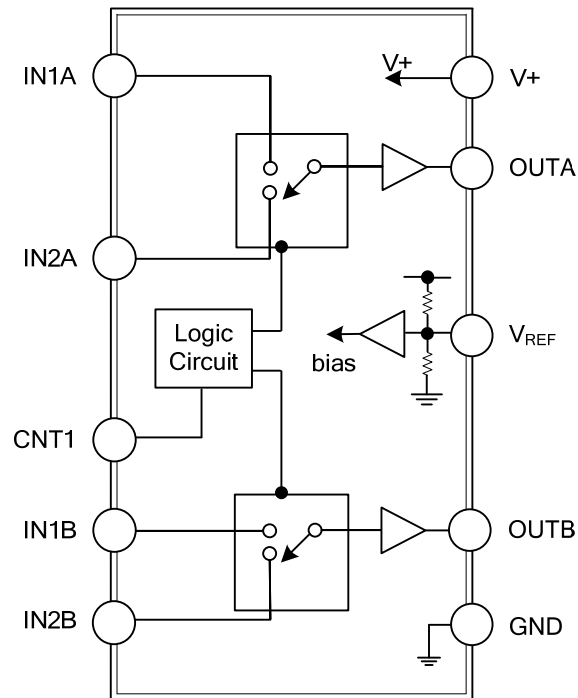 IN1A
V+
V+
OUTA
IN2A
Logic
Circuit
bias
VREF
CNT1
IN1B
OUTB
IN2B
GND